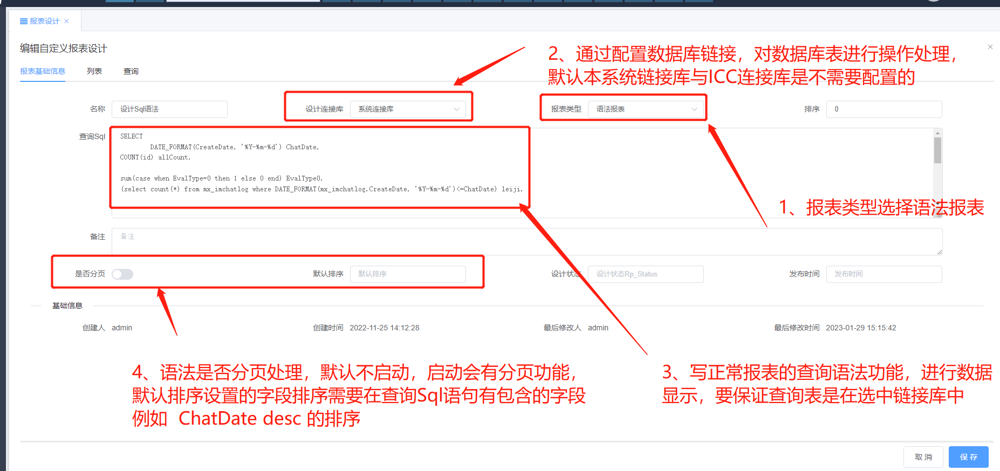 报表设计 ×
编辑自定义报表设计
×
2、通过配置数据库链接，对数据库表进行操作处理，
默认本系统链接库与ICC连接库是不需要配置的
报表基础信息 列表 查询
名称 设计Sql语法 设计连接库 系统连接库 报表类型 语法报表 排序 0
查询Sql
SELECT
DATE_FORMAT(CreateDate, '%Y-%m-%d') ChatDate,
COUNT(id) allCount,
sum(case when EvalType=0 then 1 else 0 end) EvalType0,
(select count(*) from mx_imchatlog where DATE_FORMAT(mx_imchatlog.CreateDate, '%Y-%m-%d')<=ChatDate) leiji,
1、报表类型选择语法报表
备注 备注
是否分页 默认排序 默认排序 设计状态 设计状态Rp_Status 发布时间 发布时间
基础信息
创建人 admin 创建时间 2022-11-25 14:12:28 最后修改人 admin 最后修改时间 2023-01-29 15:15:42
4、语法是否分页处理，默认不启动，启动会有分页功能，
默认排序设置的字段排序需要在查询Sql语句有包含的字段
例如 ChatDate desc 的排序
3、写正常报表的查询语法功能，进行数据
显示，要保证查询表是在选中链接库中
取消 保存